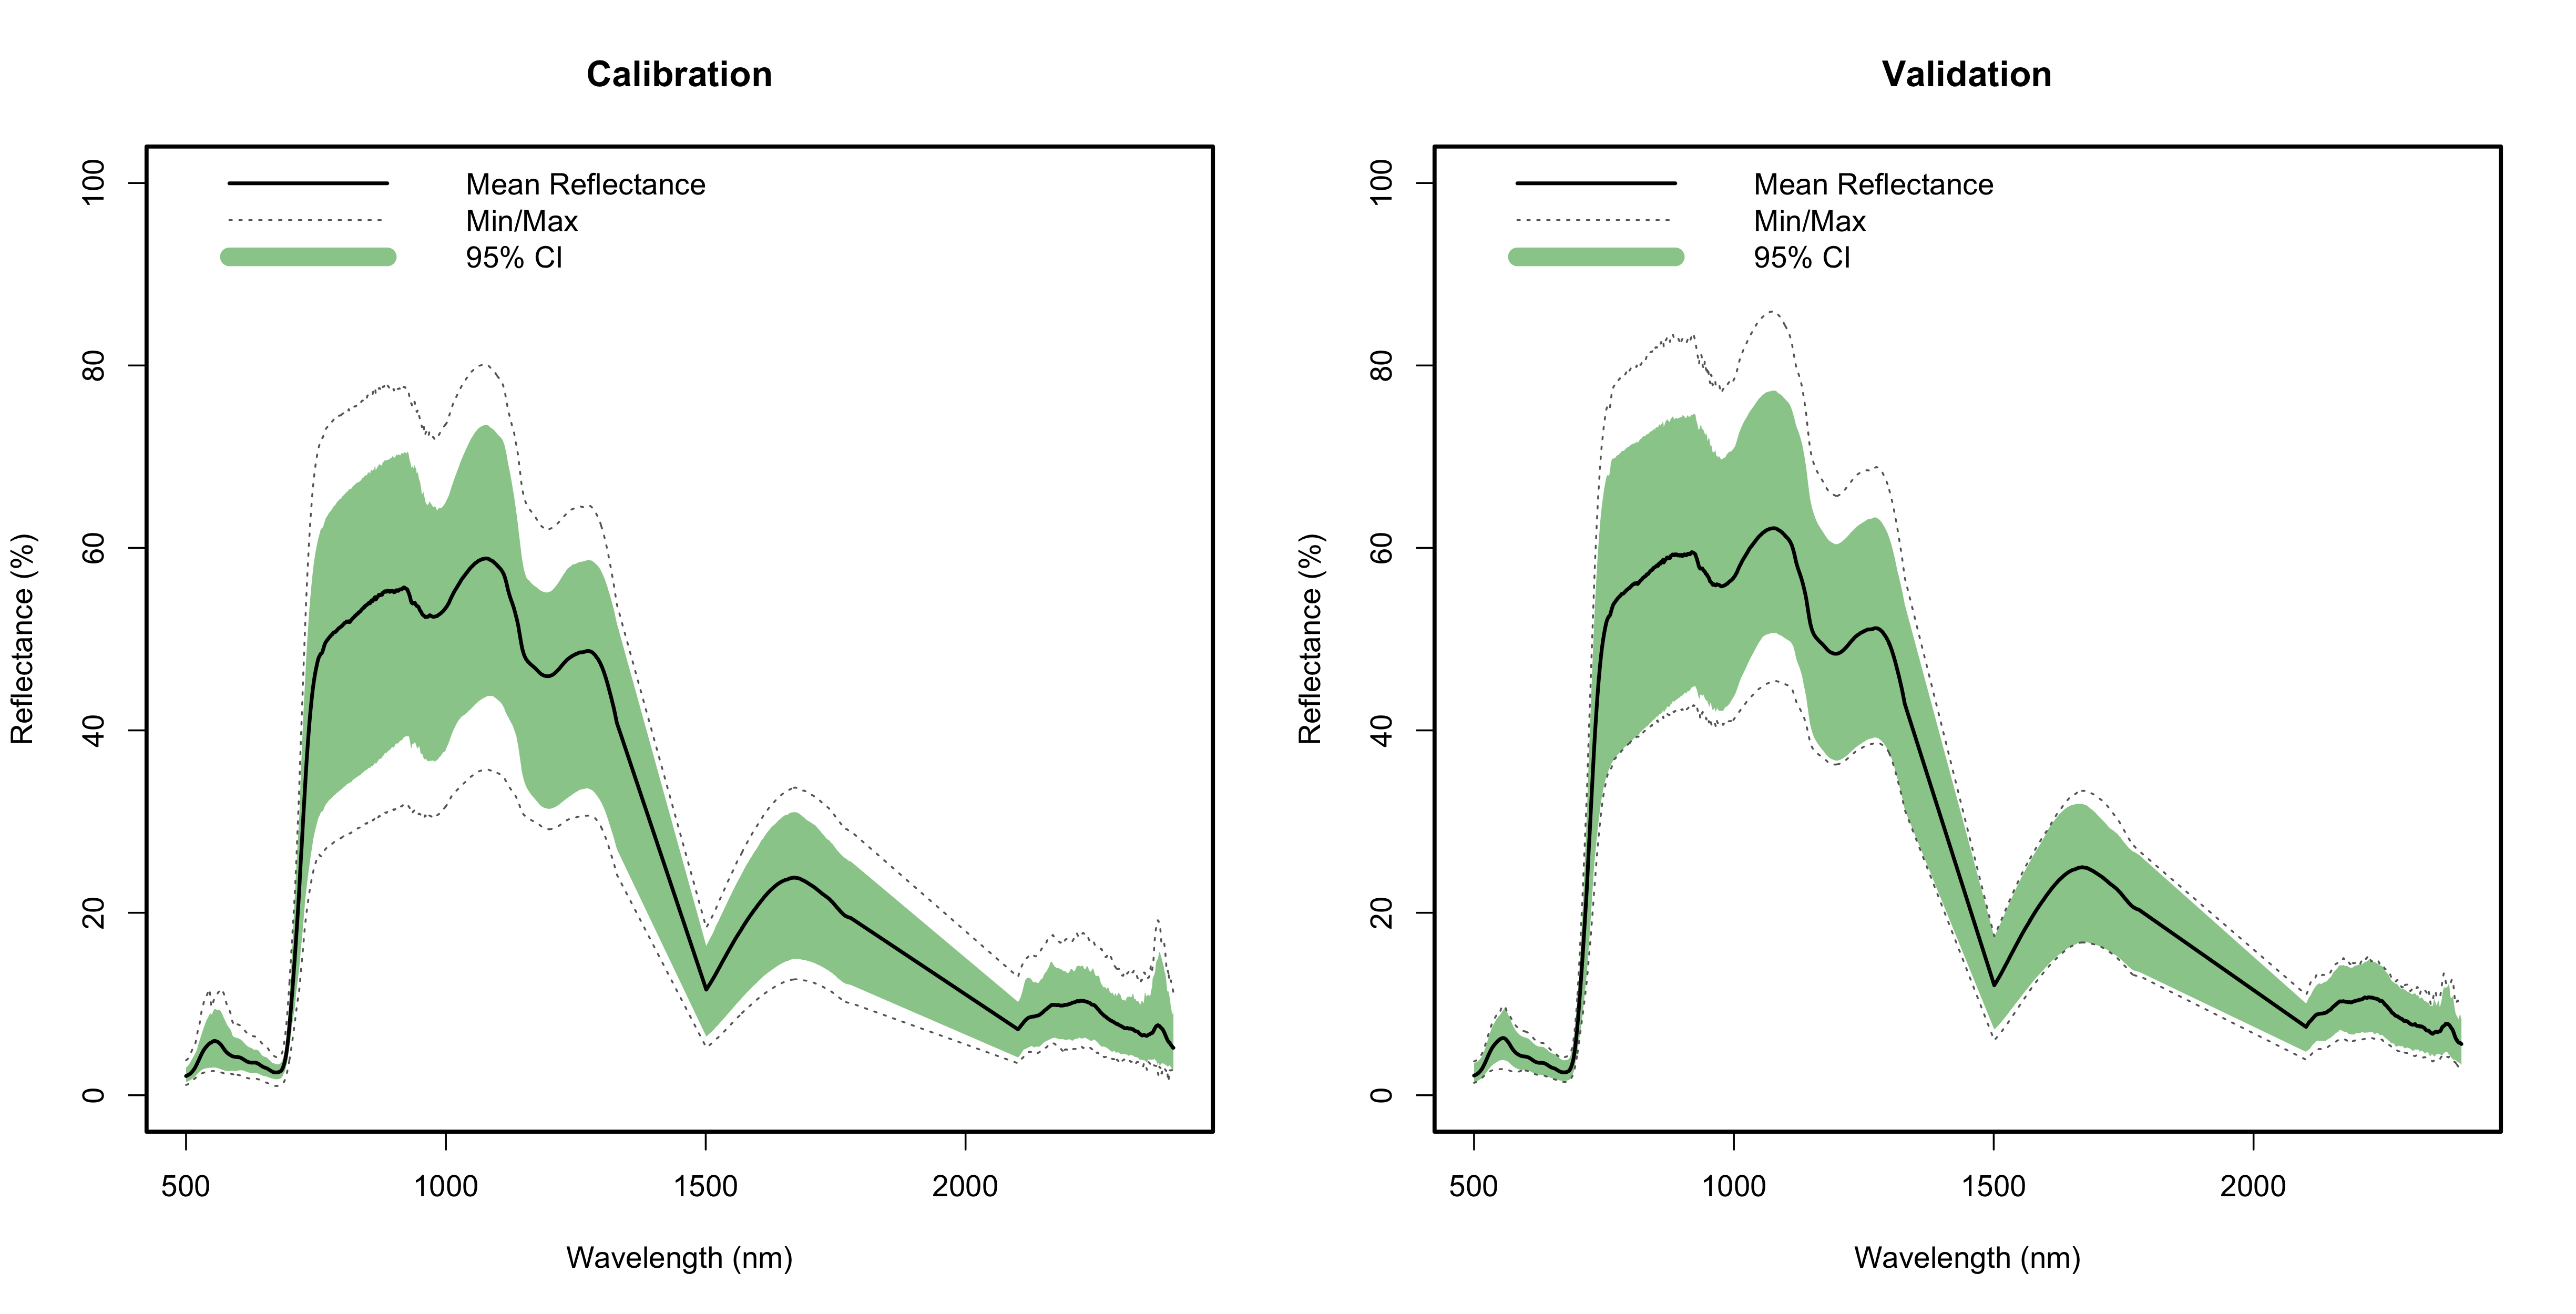 Calibration
Mean Reflectance
Min/Max
95% CI
Reflectance (%)
100
80
60
40
20
0
500 1000 1500 2000
Wavelength (nm)
Validation
Mean Reflectance
Min/Max
95% CI
Reflectance (%)
100
80
60
40
20
0
500 1000 1500 2000
Wavelength (nm)